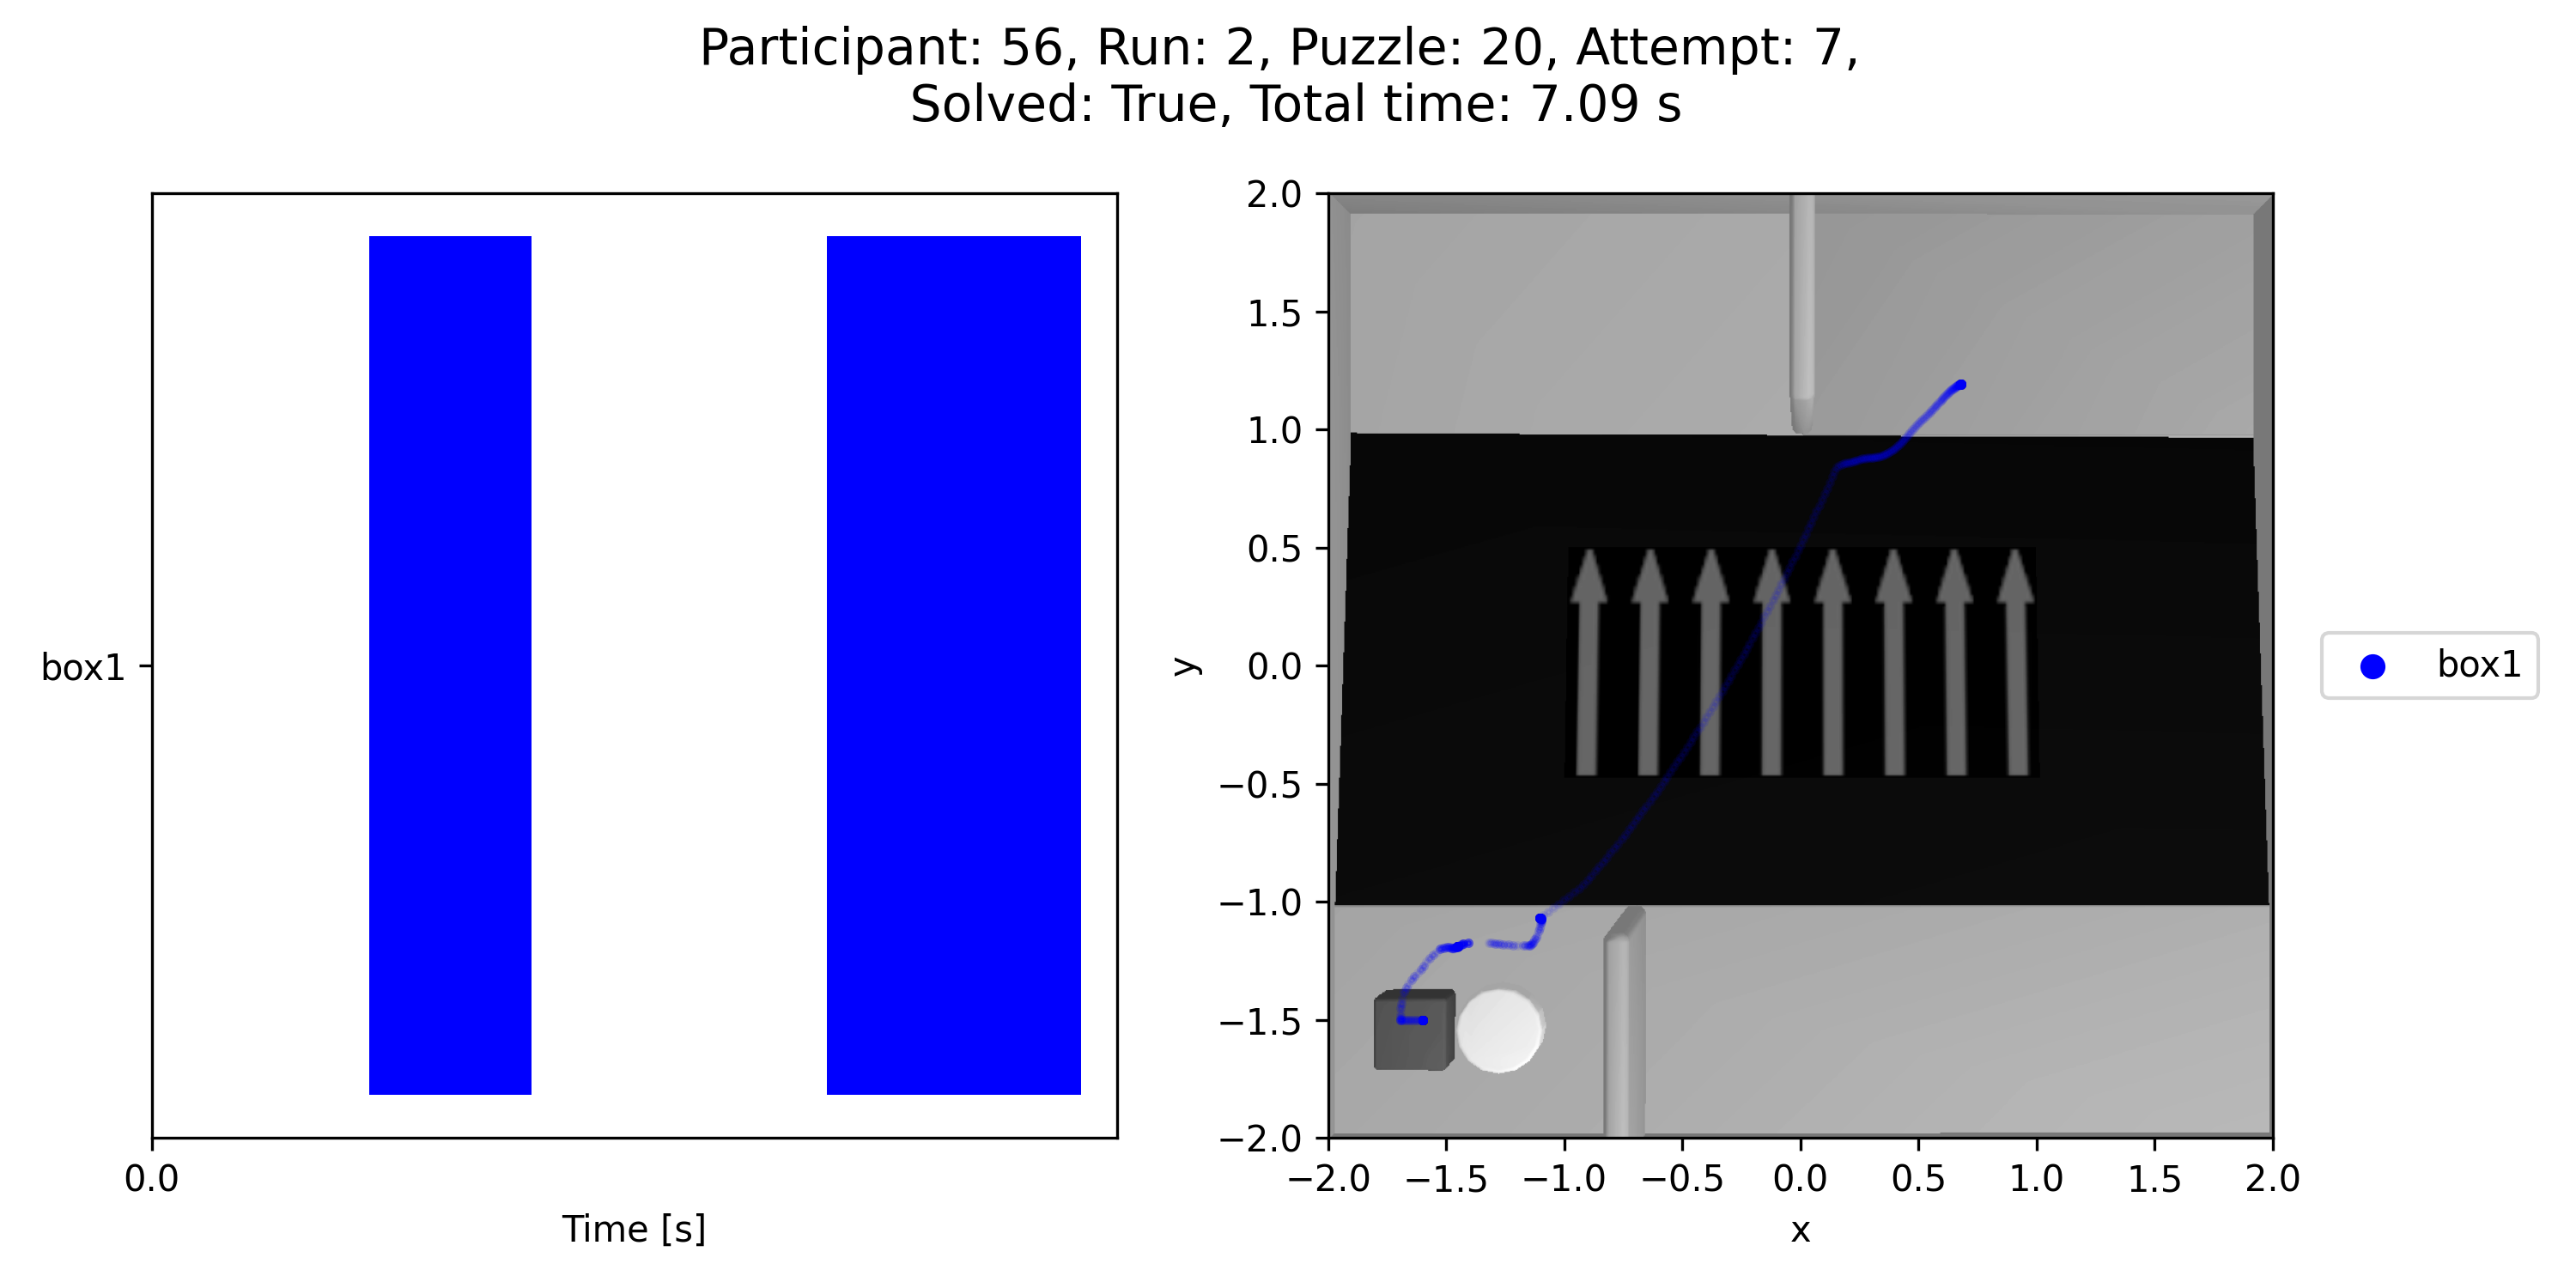 Participant: 56, Run: 2, Puzzle: 20, Attempt: 7,
Solved: True, Total time: 7.09 s
box1
0.0
Time [s]
2.0
1.5
1.0
0.5
0.0
−0.5
−1.0
−1.5
−2.0
y
−2.0 −1.5 −1.0 −0.5 0.0 0.5 1.0 1.5 2.0
x
box1